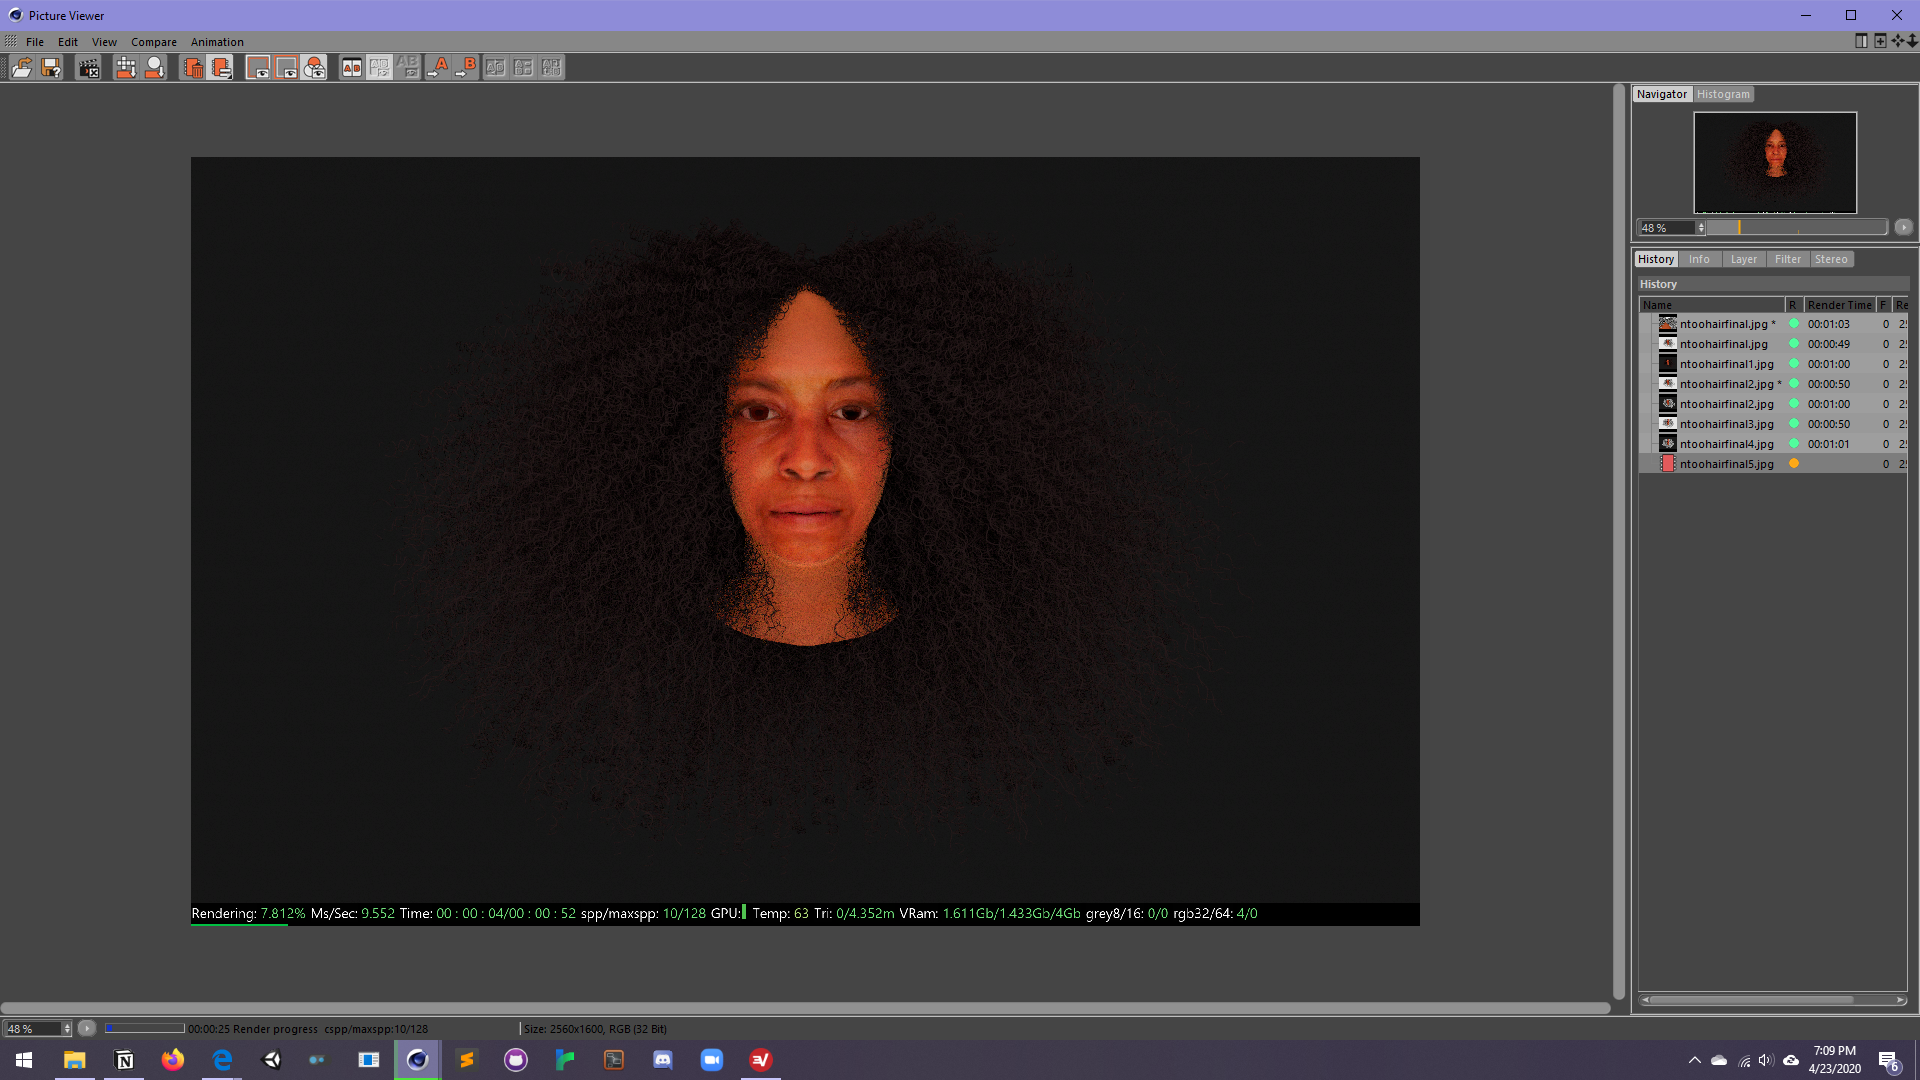 Picture Viewer
File Edit View Compare Animation
Navigator Histogram
48 %
History Info Layer Filter Stereo
History
Name R Render Time F Re
ntoohairfinal.jpg * 00:01:03 0 2
ntoohairfinal.jpg 00:00:49 0 2
ntoohairfinal1.jpg 00:01:00 0 2
ntoohairfinal2.jpg * 00:00:50 0 2
ntoohairfinal2.jpg 00:01:00 0 2
ntoohairfinal3.jpg 00:00:50 0 2
ntoohairfinal4.jpg 00:01:01 0 2
ntoohairfinal5.jpg 0 2
Rendering: 7.812% Ms/Sec: 9.552 Time: 00 : 00 : 04/00 : 00 : 52 spp/maxspp: 10/128 GPU: Temp: 63 Tri: 0/4.352m VRam: 1.611Gb/1.433Gb/4Gb grey8/16: 0/0 rgb32/64: 4/0
48 % 00:00:25 Render progress cspp/maxspp:10/128 Size: 2560x1600, RGB (32 Bit)
7:09 PM
4/23/2020
6